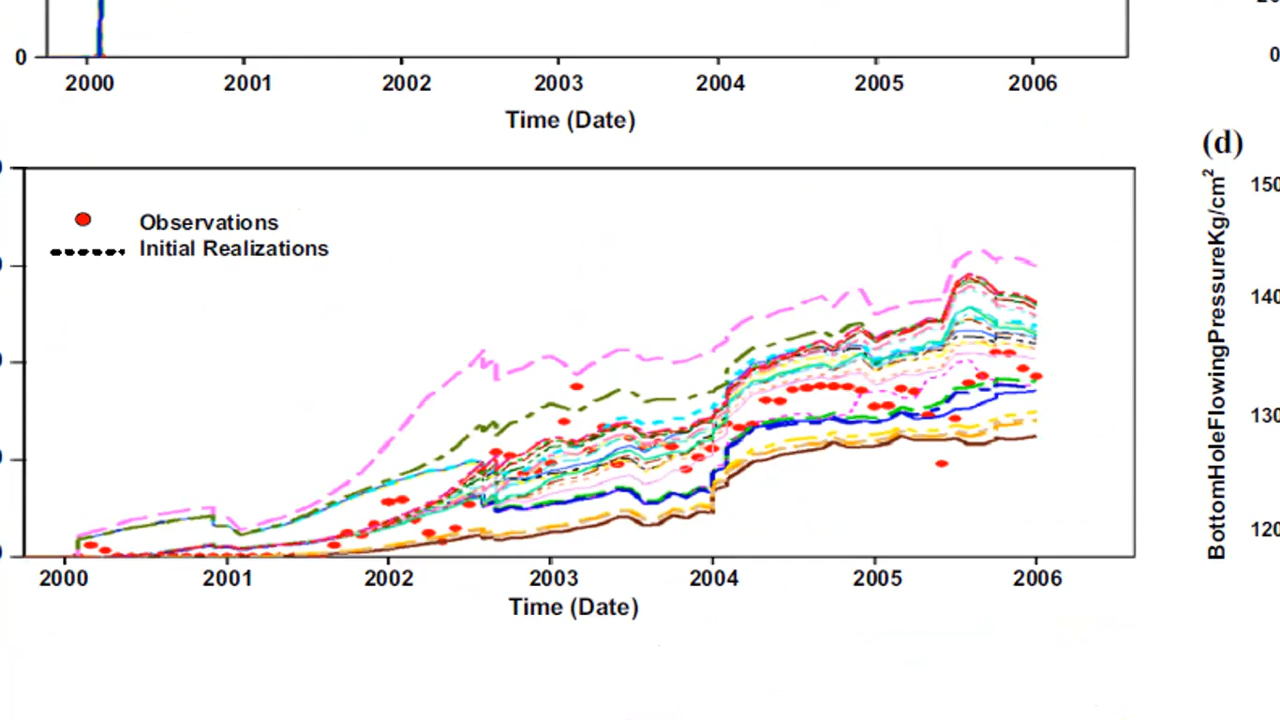 20
0
0
2000 2001 2002 2003 2004 2005 2006
Time (Date)
(d)
BottomHoleFlowingPressureKg/cm²
150
140
130
120
Observations
Initial Realizations
2000 2001 2002 2003 2004 2005 2006
Time (Date)